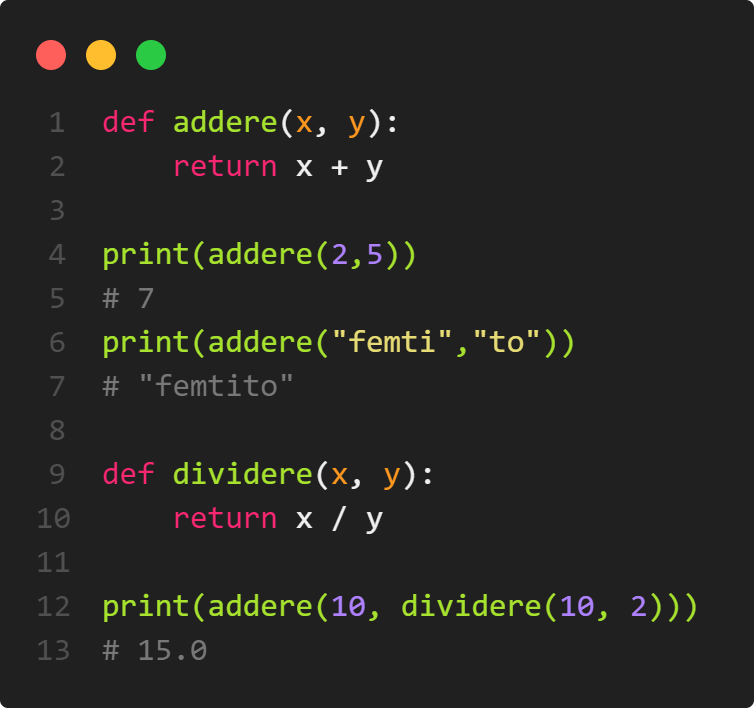 1 def addere(x, y):
2     return x + y
3
4 print(addere(2,5))
5 # 7
6 print(addere("femti","to"))
7 # "femtito"
8
9 def dividere(x, y):
10     return x / y
11
12 print(addere(10, dividere(10, 2)))
13 # 15.0